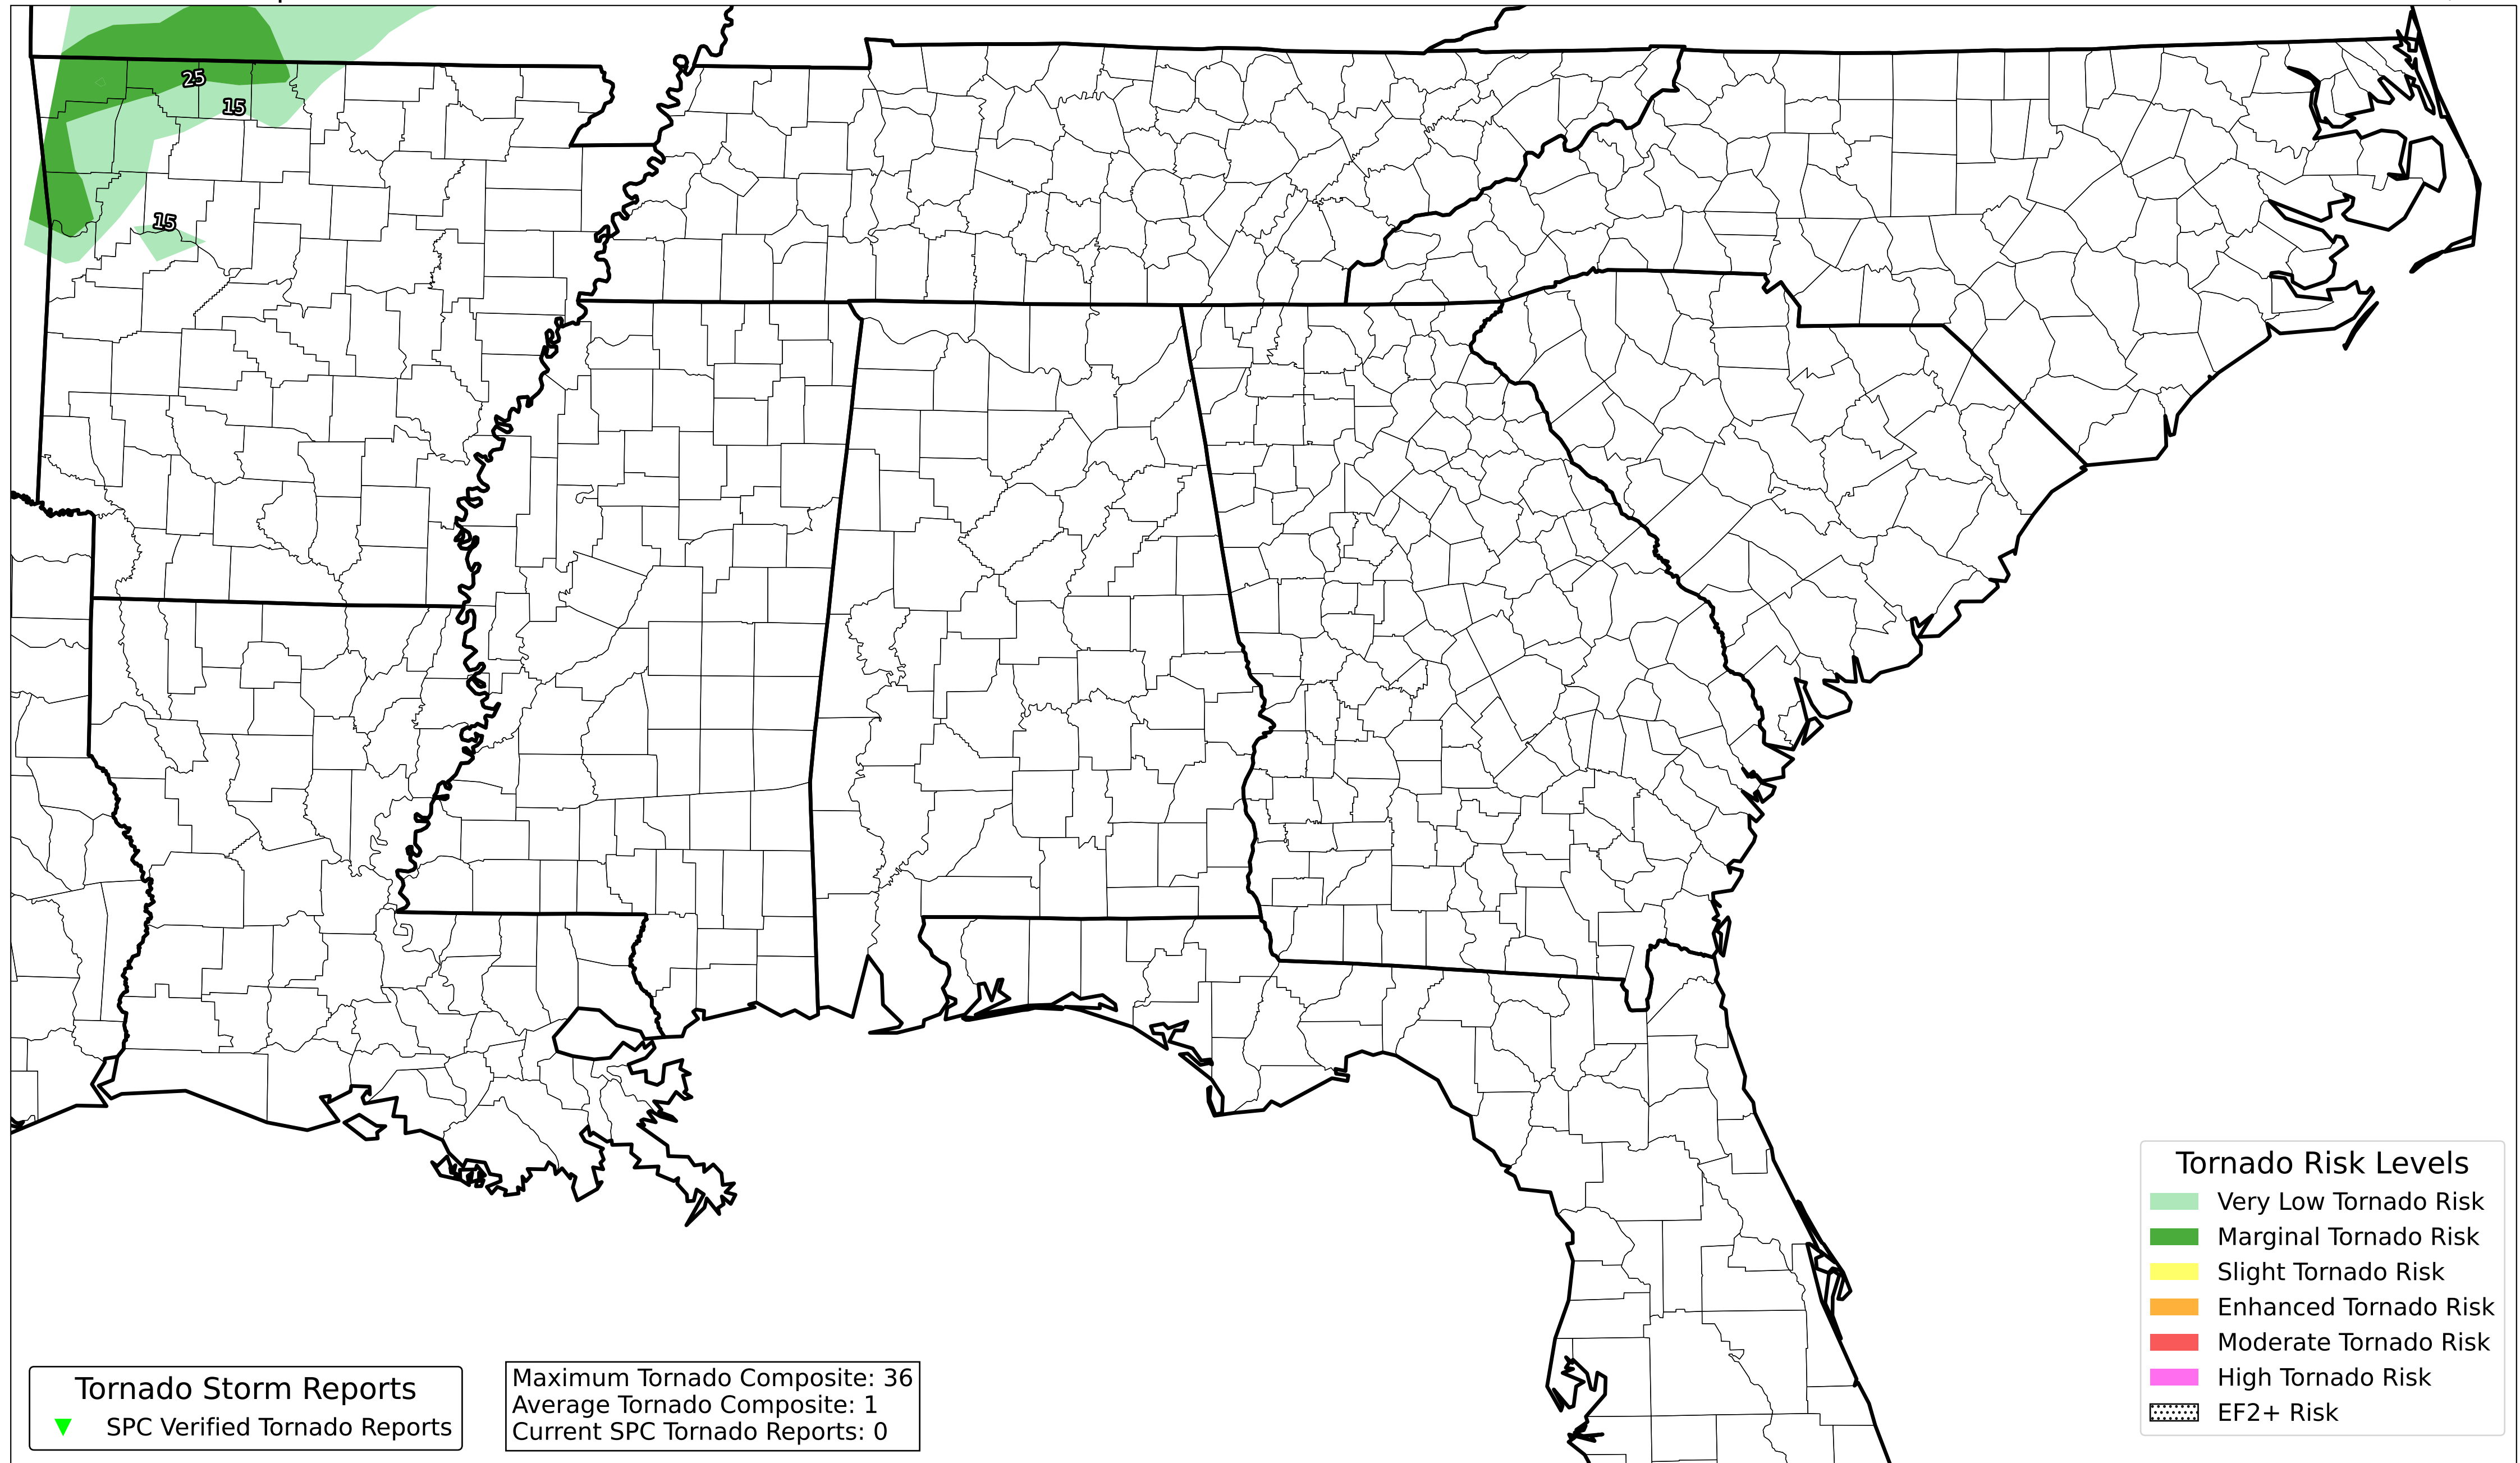 25
15
15
Tornado Risk Levels
Very Low Tornado Risk
Marginal Tornado Risk
Slight Tornado Risk
Enhanced Tornado Risk
Moderate Tornado Risk
High Tornado Risk
EF2+ Risk
Tornado Storm Reports
SPC Verified Tornado Reports
Maximum Tornado Composite: 36
Average Tornado Composite: 1
Current SPC Tornado Reports: 0